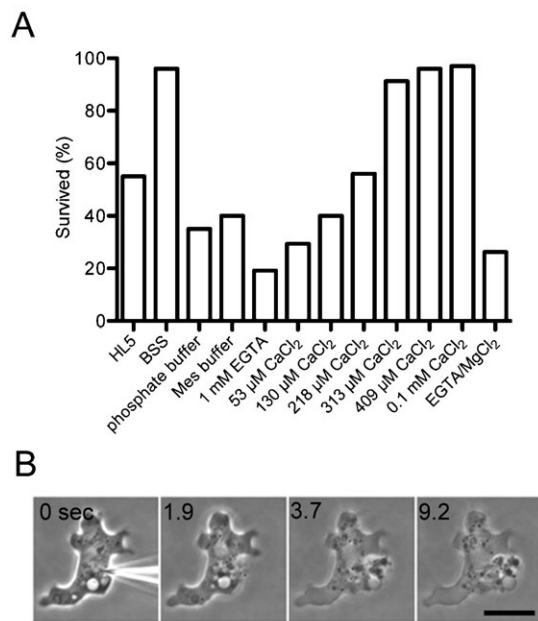 A
100
80
60
40
20
0
Survived (%)
HL5
BSS
phosphate buffer
Mes buffer
1 mM EGTA
53 µM CaCl₂
130 µM CaCl₂
218 µM CaCl₂
313 µM CaCl₂
409 µM CaCl₂
0.1 mM CaCl₂
EGTA/MgCl₂
B
0 sec 1.9 3.7 9.2